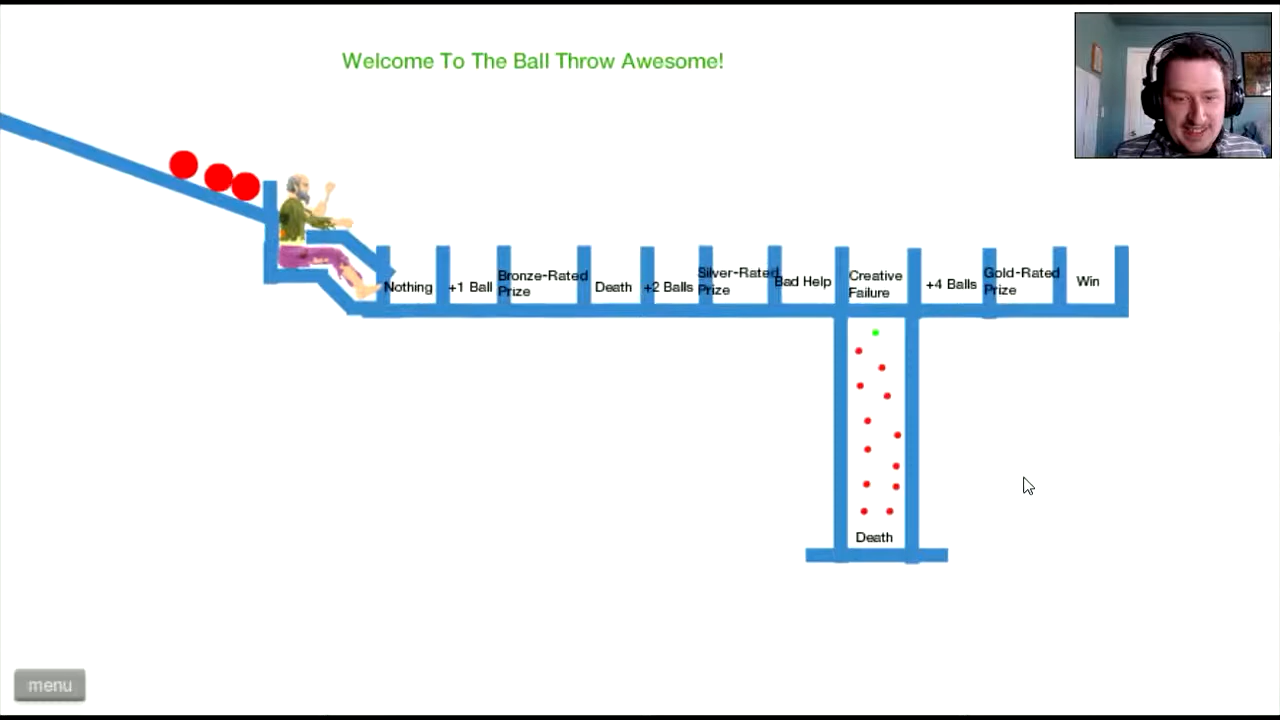 Welcome To The Ball Throw Awesome!
Nothing
+1 Ball
Bronze-Rated
Prize
Death
+2 Balls
Silver-Rated
Prize
Bad Help
Creative
Failure
+4 Balls
Gold-Rated
Prize
Win
Death
menu